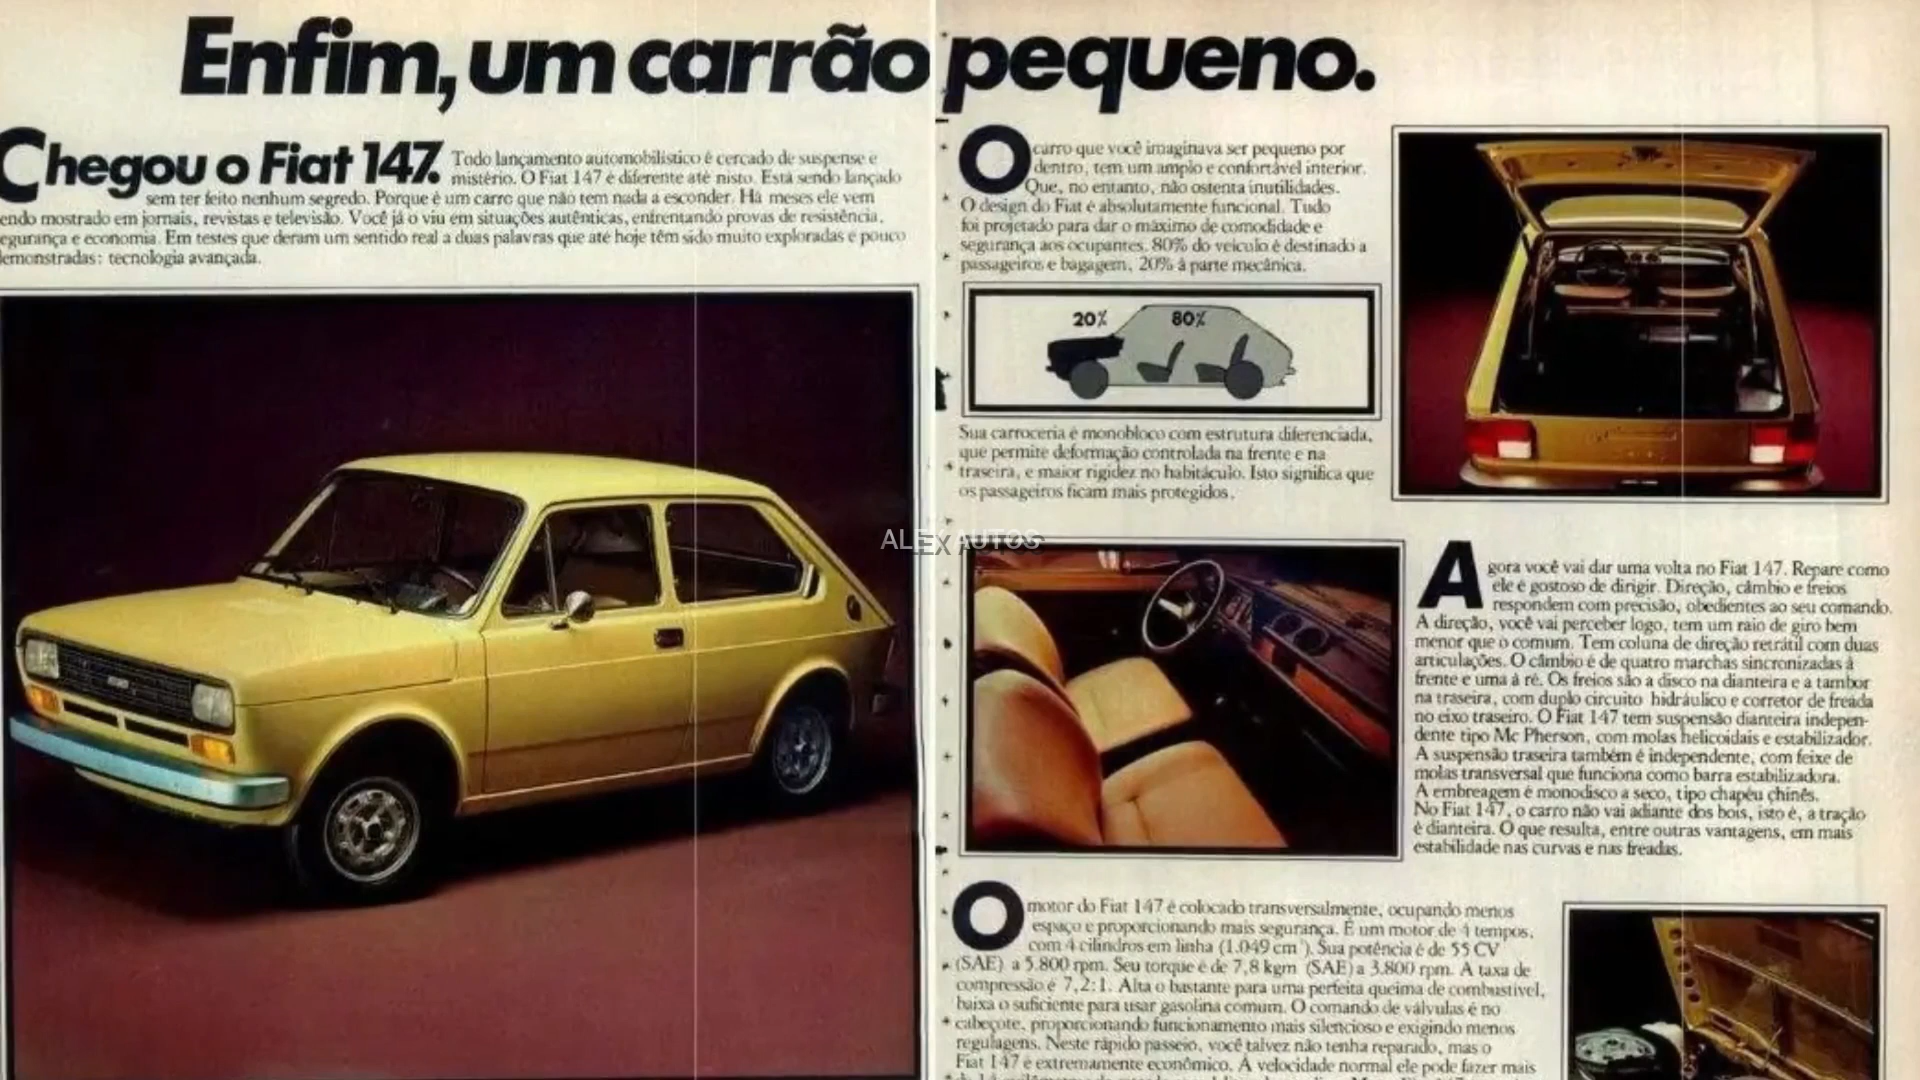 Enfim, um carrão pequeno.
Chegou o Fiat 147.
Todo lançamento automobilístico é cercado de suspense e
mistério. O Fiat 147 é diferente até nisto. Está sendo lançado
sem ter feito nenhum segredo. Porque é um carro que não tem nada a esconder. Há meses ele vem
endo mostrado em jornais, revistas e televisão. Você já o viu em situações autênticas, enfrentando provas de resistência,
egurança e economia. Em testes que deram um sentido real a duas palavras que até hoje têm sido muito exploradas e pouco
demonstradas: tecnologia avançada.
O carro que você imaginava ser pequeno por
dentro, tem um amplo e confortável interior.
Que, no entanto, não ostenta inutilidades.
O design do Fiat é absolutamente funcional. Tudo
foi projetado para dar o máximo de comodidade e
segurança aos ocupantes. 80% do veículo é destinado a
passageiros e bagagem, 20% à parte mecânica.
20% 80%
Sua carroceria é monobloco com estrutura diferenciada,
que permite deformação controlada na frente e na
traseira, e maior rigidez no habitáculo. Isto significa que
os passageiros ficam mais protegidos.
ALEX AUTOS
Agora você vai dar uma volta no Fiat 147. Repare como
ele é gostoso de dirigir. Direção, câmbio e freios
respondem com precisão, obedientes ao seu comando.
A direção, você vai perceber logo, tem um raio de giro bem
menor que o comum. Tem coluna de direção retrátil com duas
articulações. O câmbio é de quatro marchas sincronizadas à
frente e uma à ré. Os freios são a disco na dianteira e a tambor
na traseira, com duplo circuito hidráulico e corretor de freada
no eixo traseiro. O Fiat 147 tem suspensão dianteira indepen-
dente tipo Mc Pherson, com molas helicoidais e estabilizador.
A suspensão traseira também é independente, com feixe de
molas transversal que funciona como barra estabilizadora.
A embreagem é monodisco a seco, tipo chapéu chinês.
No Fiat 147, o carro não vai adiante dos bois, isto é, a tração
é dianteira. O que resulta, entre outras vantagens, em mais
estabilidade nas curvas e nas freadas.
O motor do Fiat 147 é colocado transversalmente, ocupando menos
espaço e proporcionando mais segurança. É um motor de 4 tempos,
com 4 cilindros em linha (1.049 cm³). Sua potência é de 55 CV
(SAE) a 5.800 rpm. Seu torque é de 7,8 kgm (SAE) a 3.800 rpm. A taxa de
compressão é 7,2:1. Alta o bastante para uma perfeita queima de combustível,
baixa o suficiente para usar gasolina comum. O comando de válvulas é no
cabeçote, proporcionando funcionamento mais silencioso e exigindo menos
regulagens. Neste rápido passeio, você talvez não tenha reparado, mas o
Fiat 147 é extremamente econômico. À velocidade normal ele pode fazer mais